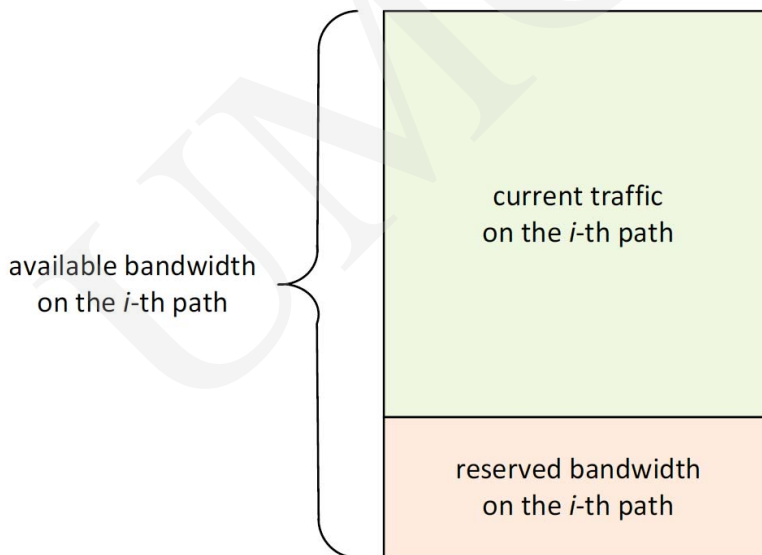 current traffic
on the i-th path
available bandwidth
on the i-th path
reserved bandwidth
on the i-th path